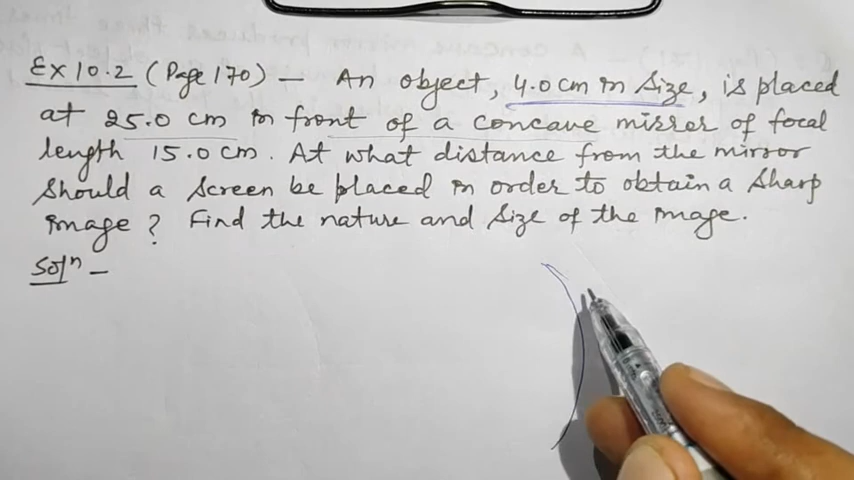 Ex 10.2 (Page 170) — An object, 4.0 cm in size, is placed
at 25.0 cm in front of a concave mirror of focal
length 15.0 cm. At what distance from the mirror
should a screen be placed in order to obtain a sharp
image? Find the nature and size of the image.
Solⁿ —